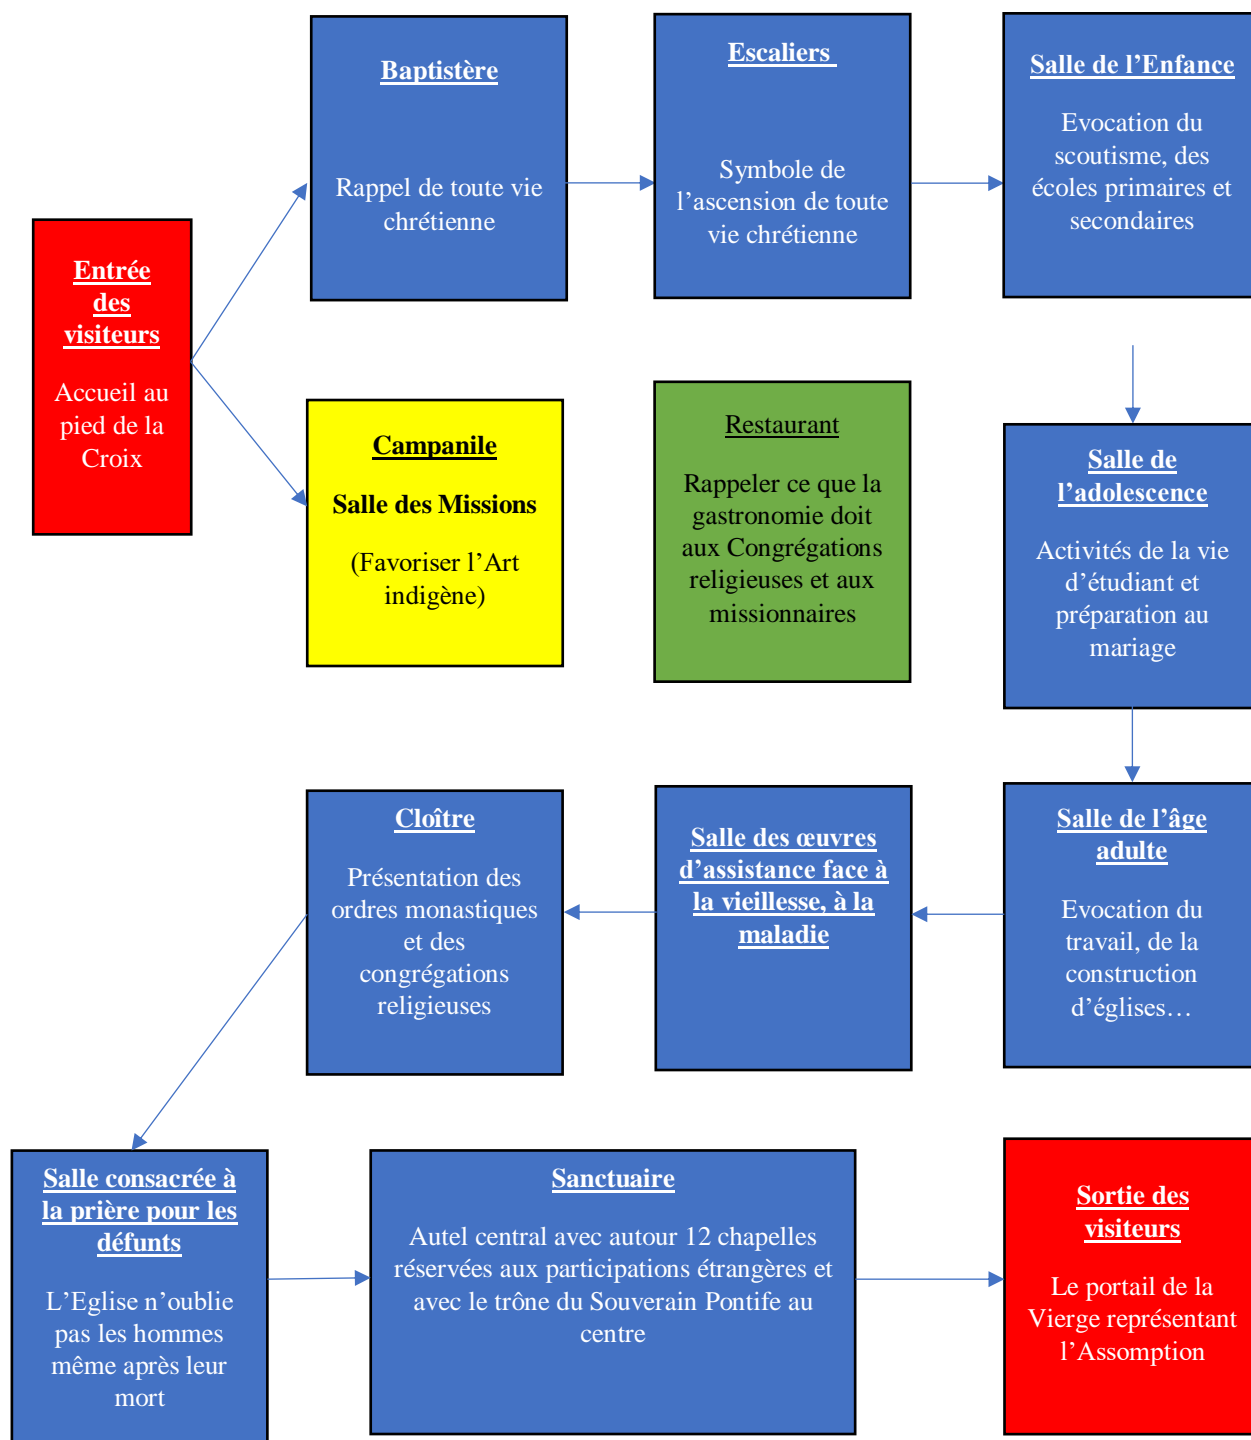 Baptistère
Rappel de toute vie
chrétienne
Escaliers
Symbole de
l’ascension de toute
vie chrétienne
Salle de l’Enfance
Evocation du
scoutisme, des
écoles primaires et
secondaires
Entrée
des
visiteurs
Accueil au
pied de la
Croix
Campanile
Salle des Missions
(Favoriser l’Art
indigène)
Restaurant
Rappeler ce que la
gastronomie doit
aux Congrégations
religieuses et aux
missionnaires
Salle de
l’adolescence
Activités de la vie
d’étudiant et
préparation au
mariage
Cloître
Présentation des
ordres monastiques
et des
congrégations
religieuses
Salle des œuvres
d’assistance face à
la vieillesse, à la
maladie
Salle de l’âge
adulte
Evocation du
travail, de la
construction
d’églises…
Salle consacrée à
la prière pour les
défunts
L’Eglise n’oublie
pas les hommes
même après leur
mort
Sanctuaire
Autel central avec autour 12 chapelles
réservées aux participations étrangères et
avec le trône du Souverain Pontife au
centre
Sortie des
visiteurs
Le portail de la
Vierge représentant
l’Assomption